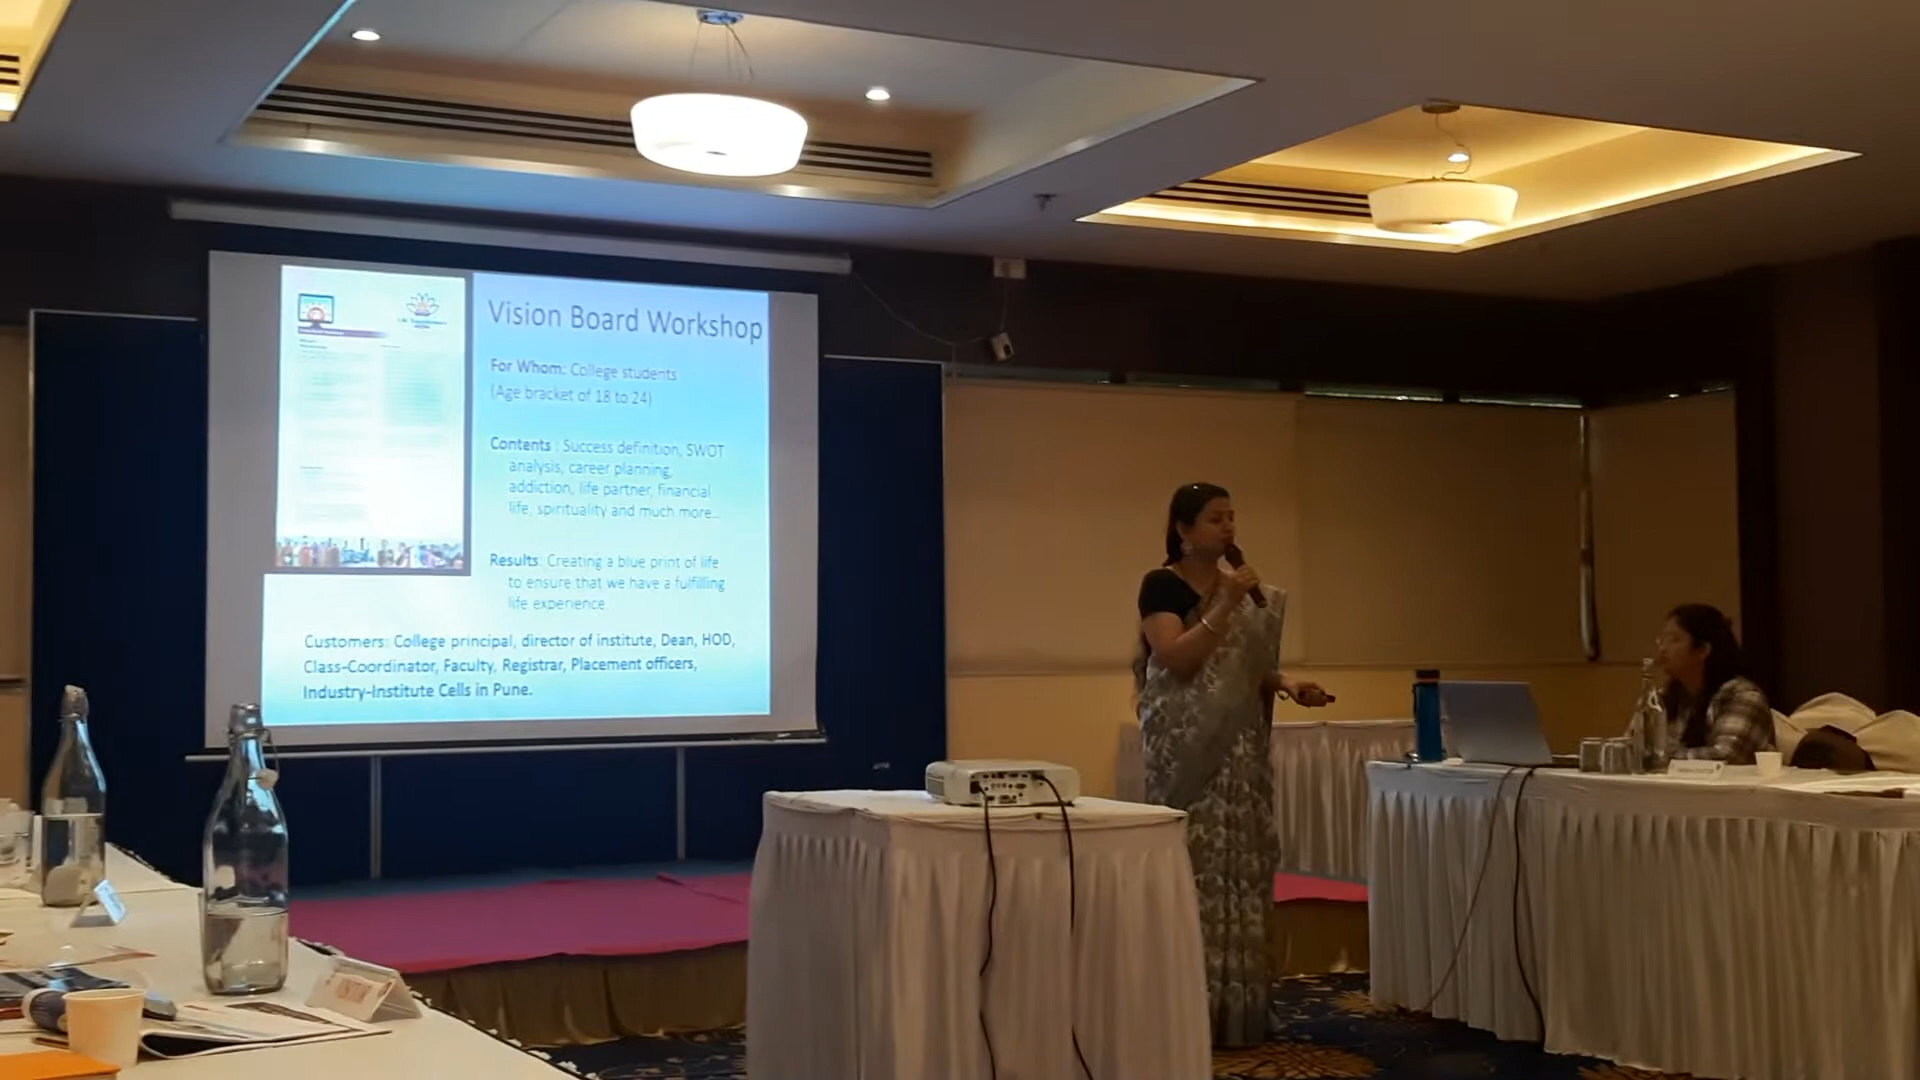 Vision Board Workshop
For Whom: College students
(Age bracket of 18 to 24)
Contents : Success definition, SWOT
analysis, career planning,
addiction, life partner, financial
life, spirituality and much more...
Results: Creating a blue print of life
to ensure that we have a fulfilling
life experience
Customers: College principal, director of institute, Dean, HOD,
Class-Coordinator, Faculty, Registrar, Placement officers,
Industry-Institute Cells in Pune.
VISITOR